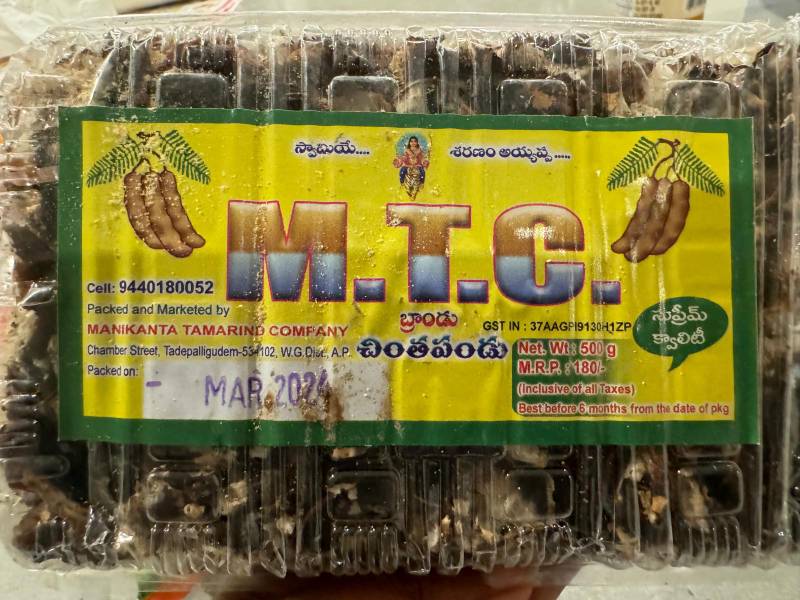 స్వామియే.... శరణం అయ్యప్ప.....
M.T.C.
Cell: 9440180052
బ్రాండు
GST IN : 37AAGPI9130H1ZP
Packed and Marketed by
MANIKANTA TAMARIND COMPANY
Chamber Street, Tadepalligudem-534102, W.G.Dist., A.P.
చింతపండు
సుప్రీమ్
క్వాలిటీ
Packed on:
- MAR 2024
Net. Wt.: 500 g
M.R.P. : 180/-
(Inclusive of all Taxes)
Best before 6 months from the date of pkg